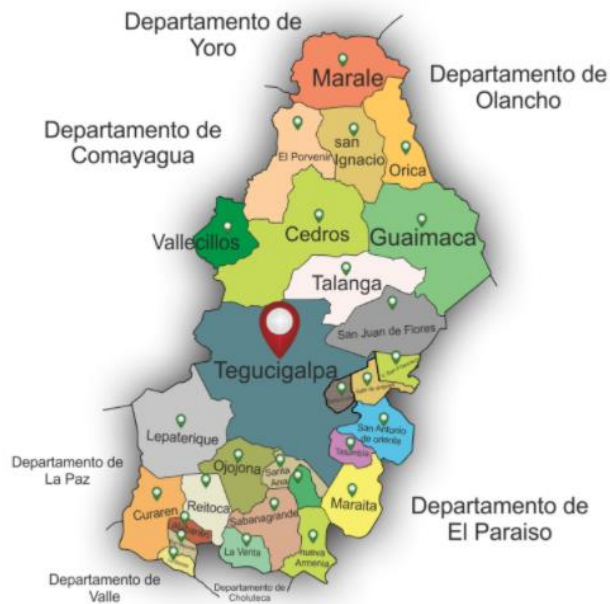 Departamento de
Yoro
Marale
Departamento de
Olancho
Departamento de
Comayagua
El Porvenir
san
Ignacio
Orica
Vallecillos
Cedros
Guaimaca
Talanga
San Juan de Flores
Tegucigalpa
San Antonio
de oriente
Lepaterique
Ojojona
Santa
Ana
Tatumbla
Departamento de
La Paz
Curaren
Reitoca
Sabanagrande
Maraita
Departamento de
El Paraiso
La Venta
nueva
Armenia
Departamento de
Valle
Departamento de
Choluteca